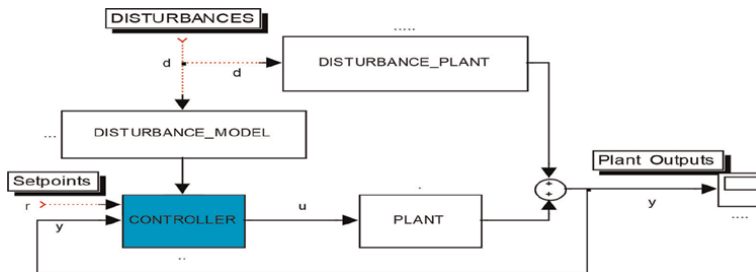 DISTURBANCES
.....
d
d
DISTURBANCE_PLANT
...
DISTURBANCE_MODEL
Plant Outputs
Setpoints
+
+
r
y
CONTROLLER
u
.
PLANT
y
....
..